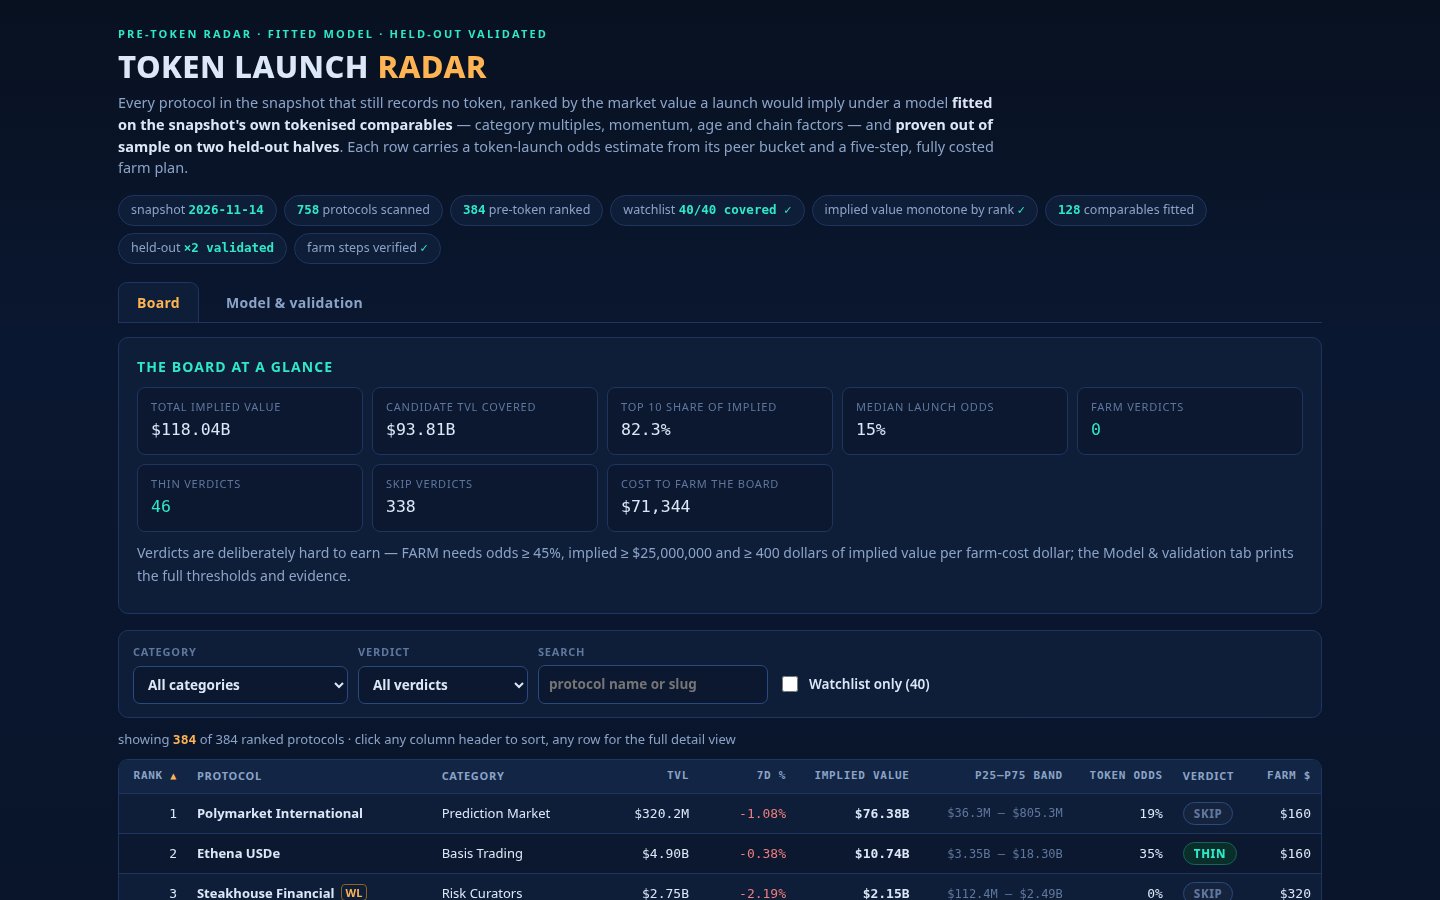 PRE-TOKEN RADAR · FITTED MODEL · HELD-OUT VALIDATED
TOKEN LAUNCH RADAR
Every protocol in the snapshot that still records no token, ranked by the market value a launch would imply under a model fitted
on the snapshot's own tokenised comparables — category multiples, momentum, age and chain factors — and proven out of
sample on two held-out halves. Each row carries a token-launch odds estimate from its peer bucket and a five-step, fully costed
farm plan.
snapshot 2026-11-14
758 protocols scanned
384 pre-token ranked
watchlist 40/40 covered ✓
implied value monotone by rank ✓
128 comparables fitted
held-out ×2 validated
farm steps verified ✓
Board
Model & validation
THE BOARD AT A GLANCE
TOTAL IMPLIED VALUE
$118.04B
CANDIDATE TVL COVERED
$93.81B
TOP 10 SHARE OF IMPLIED
82.3%
MEDIAN LAUNCH ODDS
15%
FARM VERDICTS
0
THIN VERDICTS
46
SKIP VERDICTS
338
COST TO FARM THE BOARD
$71,344
Verdicts are deliberately hard to earn — FARM needs odds ≥ 45%, implied ≥ $25,000,000 and ≥ 400 dollars of implied value per farm-cost dollar; the Model & validation tab prints
the full thresholds and evidence.
CATEGORY
All categories
VERDICT
All verdicts
SEARCH
protocol name or slug
Watchlist only (40)
showing 384 of 384 ranked protocols · click any column header to sort, any row for the full detail view
RANK ▲ PROTOCOL CATEGORY TVL 7D % IMPLIED VALUE P25–P75 BAND TOKEN ODDS VERDICT FARM $
1 Polymarket International Prediction Market $320.2M -1.08% $76.38B $36.3M – $805.3M 19% SKIP $160
2 Ethena USDe Basis Trading $4.90B -0.38% $10.74B $3.35B – $18.30B 35% THIN $160
3 Steakhouse Financial WL Risk Curators $2.75B -2.19% $2.15B $112.4M – $2.49B 0% SKIP $320